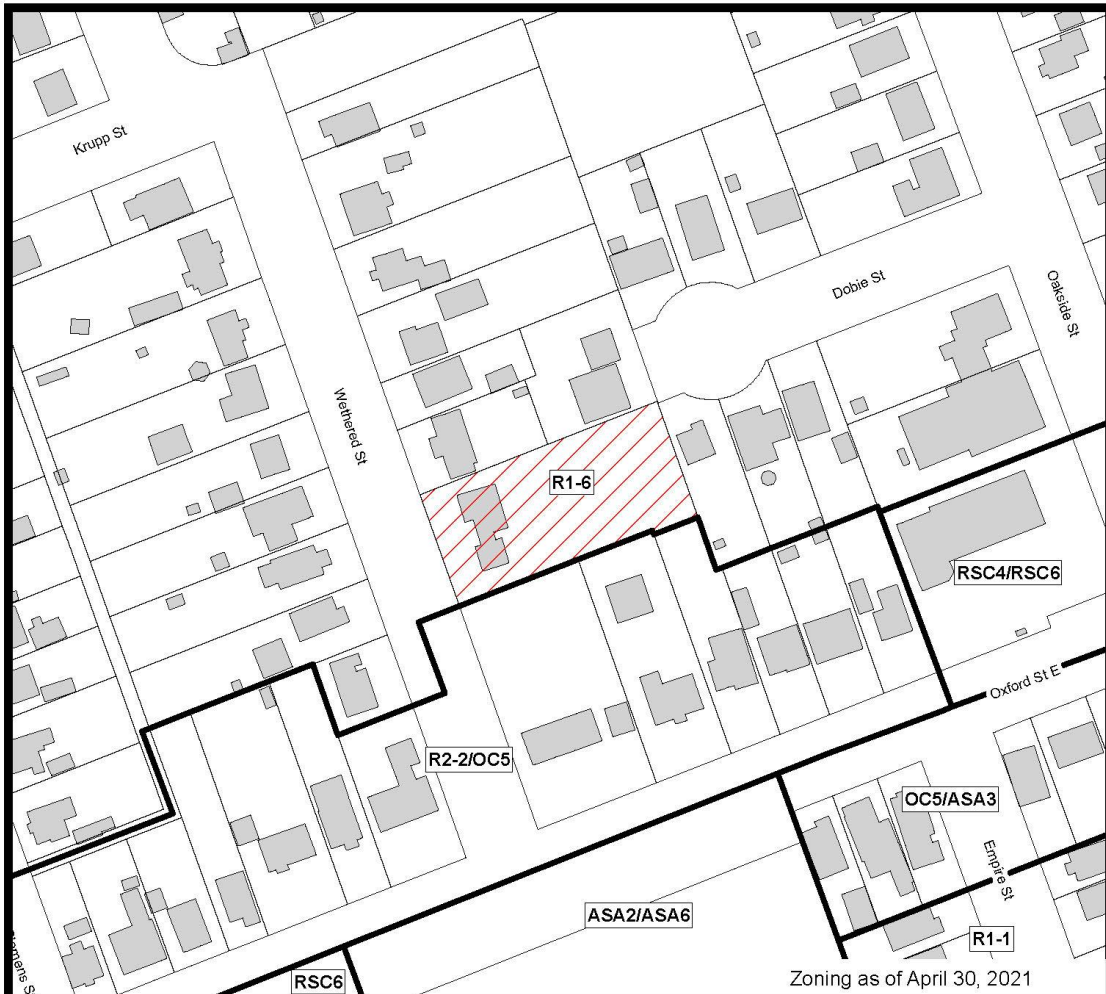 Krupp St
Dobie St
Oakside St
Wethered St
R1-6
RSC4/RSC6
Oxford St E
R2-2/OC5
OC5/ASA3
Empire St
ASA2/ASA6
R1-1
RSC6
Zoning as of April 30, 2021